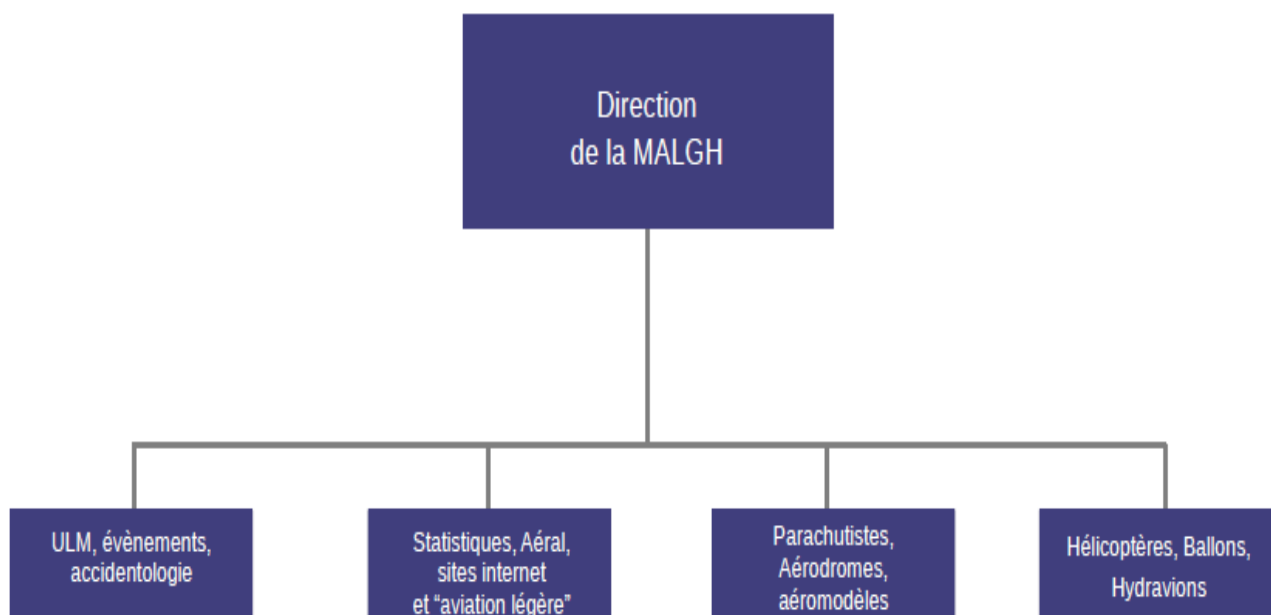 Direction
de la MALGH
ULM, évènements,
accidentologie
Statistiques, Aéral,
sites internet
et “aviation légère”
Parachutistes,
Aérodromes,
aéromodèles
Hélicoptères, Ballons,
Hydravions